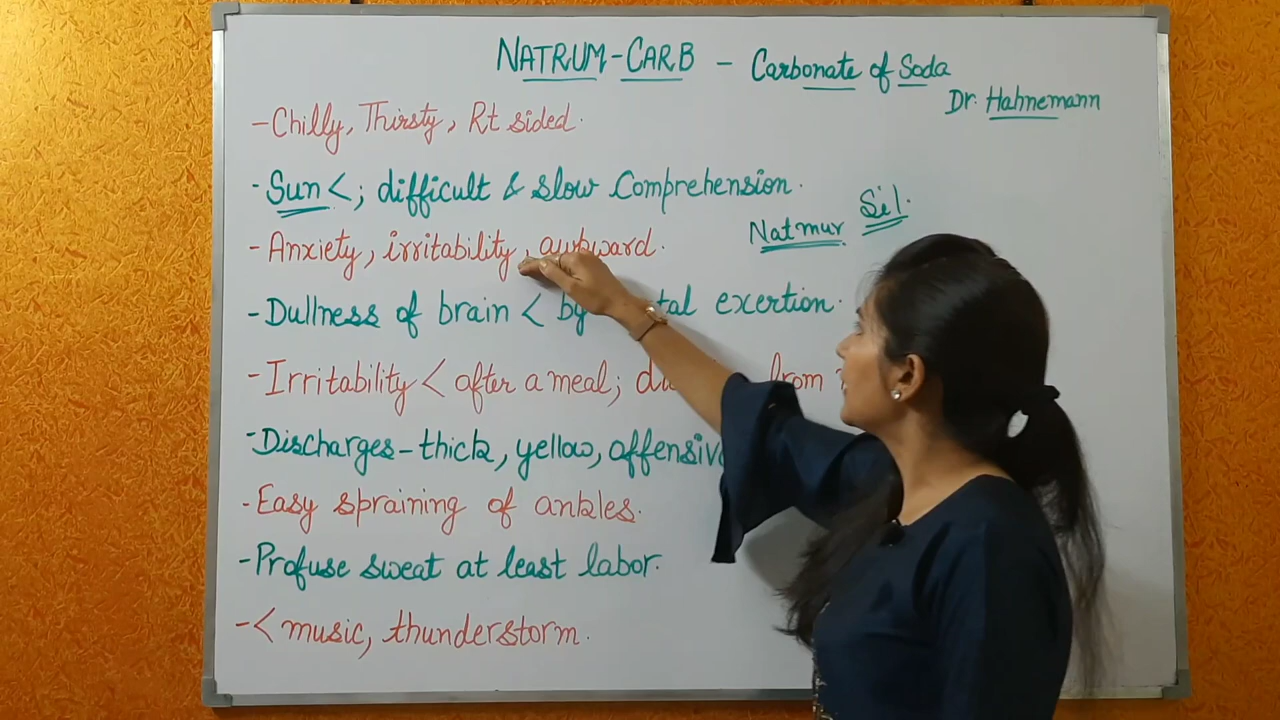 NATRUM-CARB – Carbonate of Soda
Dr. Hahnemann
- Chilly, Thirsty, Rt sided.
- Sun <; difficult & slow Comprehension.
Natmur Sil.
- Anxiety, irritability, awkward.
- Dullness of brain < by exertion.
- Irritability < after a meal; from
- Discharges – thick, yellow, offensive
- Easy spraining of ankles.
- Profuse sweat at least labor.
- < music, thunderstorm.